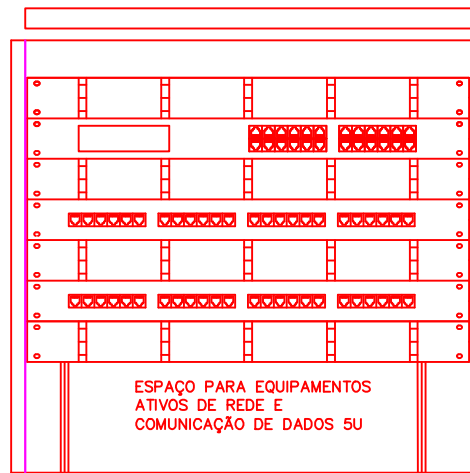 ESPAÇO PARA EQUIPAMENTOS
ATIVOS DE REDE E
COMUNICAÇÃO DE DADOS 5U